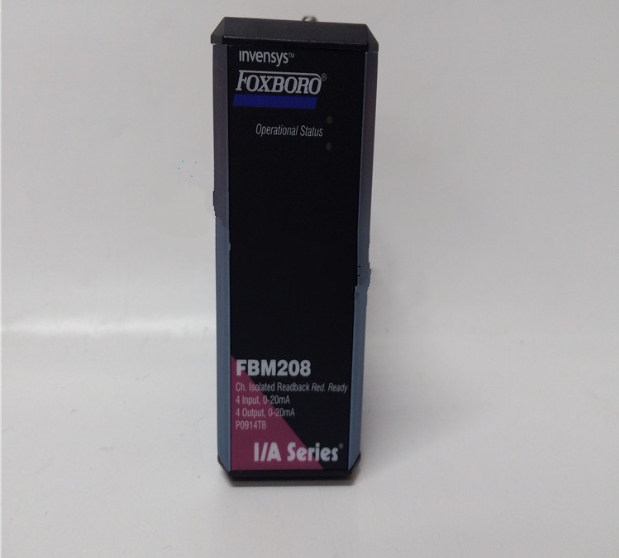 invensys™
FOXBORO®
Operational Status
FBM208
Ch. Isolated Readback Red. Ready
4 Input, 0-20mA
4 Output, 0-20mA
P0914TB
I/A Series®